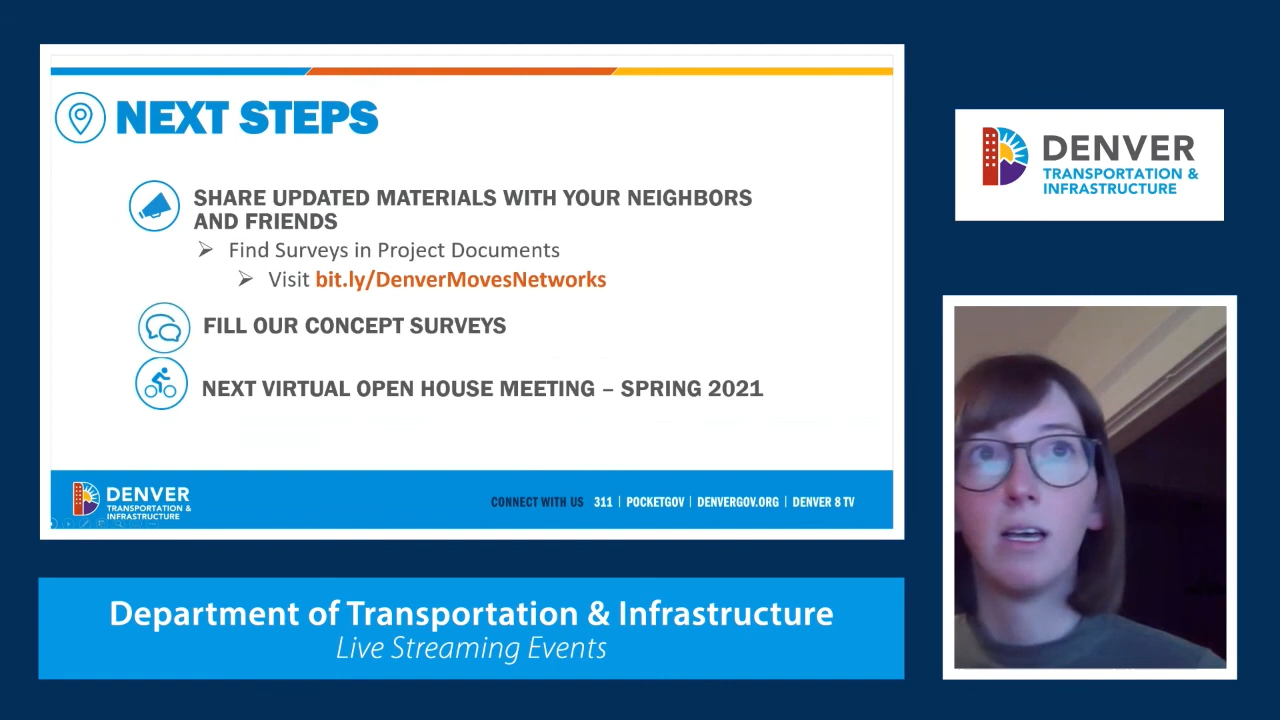 NEXT STEPS
SHARE UPDATED MATERIALS WITH YOUR NEIGHBORS
AND FRIENDS
Find Surveys in Project Documents
Visit bit.ly/DenverMovesNetworks
FILL OUR CONCEPT SURVEYS
NEXT VIRTUAL OPEN HOUSE MEETING – SPRING 2021
DENVER
TRANSPORTATION &
INFRASTRUCTURE
CONNECT WITH US 311 | POCKETGOV | DENVERGOV.ORG | DENVER 8 TV
DENVER
TRANSPORTATION &
INFRASTRUCTURE
Department of Transportation & Infrastructure
Live Streaming Events